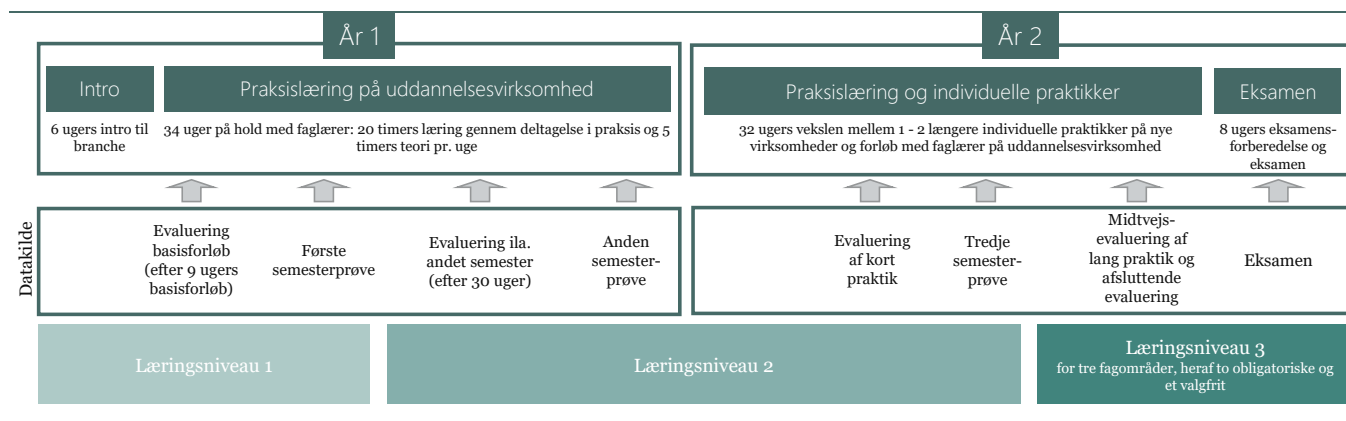 År 1
År 2
Intro
Praksislæring på uddannelsesvirksomhed
Praksislæring og individuelle praktikker
Eksamen
6 ugers intro til
branche
34 uger på hold med faglærer: 20 timers læring gennem deltagelse i praksis og 5
timers teori pr. uge
32 ugers vekslen mellem 1 - 2 længere individuelle praktikker på nye
virksomheder og forløb med faglærer på uddannelsesvirksomhed
8 ugers eksamens-
forberedelse og
eksamen
Datakilde
Evaluering
basisforløb
(efter 9 ugers
basisforløb)
Første
semesterprøve
Evaluering ila.
andet semester
(efter 30 uger)
Anden
semester-
prøve
Evaluering
af kort
praktik
Tredje
semester-
prøve
Midtvejs-
evaluering af
lang praktik og
afsluttende
evaluering
Eksamen
Læringsniveau 1
Læringsniveau 2
Læringsniveau 3
for tre fagområder, heraf to obligatoriske og
et valgfrit